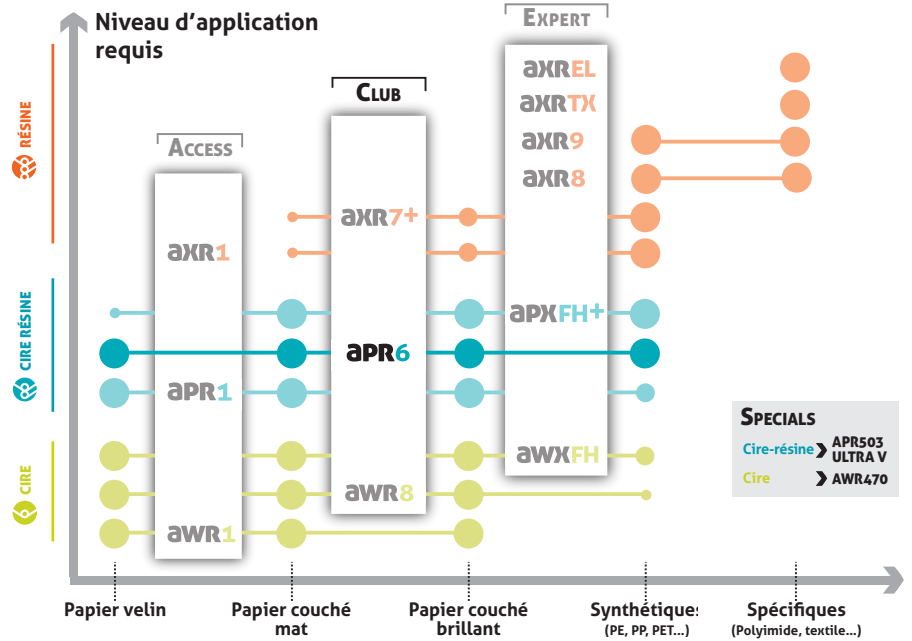 Niveau d’application
requis
EXPERT
CLUB
ACCESS
RÉSINE
CIRE RÉSINE
CIRE
aXREL
aXRTX
aXR9
aXR8
aXR7+
aXR1
aPXFH+
aPR6
aPR1
aWXFH
aWR8
aWR1
SPECIALS
Cire-résine APR503
ULTRA V
Cire AWR470
Papier velin
Papier couché
mat
Papier couché
brillant
Synthétiques
(PE, PP, PET...)
Spécifiques
(Polyimide, textile...)